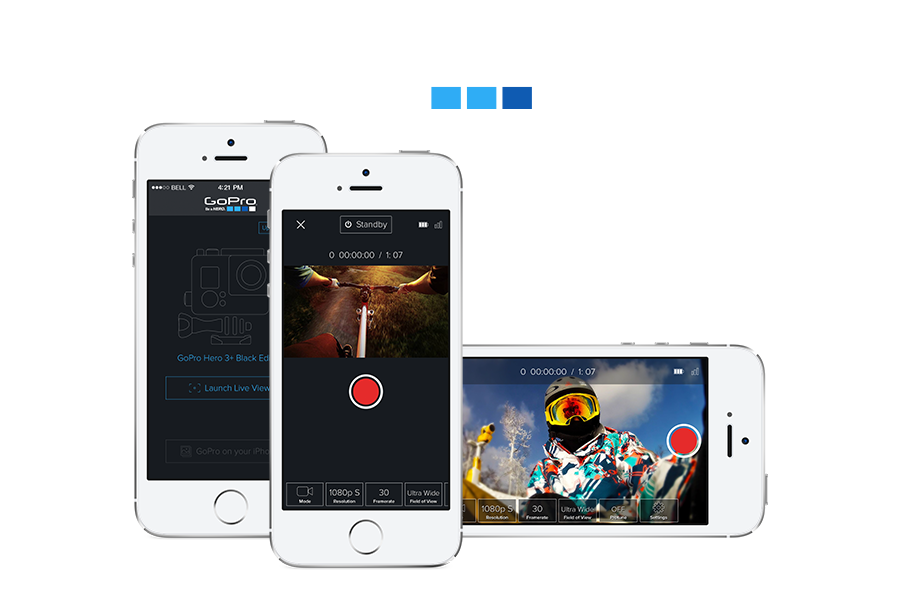 BELL 4:21 PM
GoPro
Be a HERO.
GoPro Hero 3+ Black Edi
Launch Live View
GoPro on your iPho
Standby
0 00:00:00 / 1:07
Mode
1080p S
Resolution
30
Framerate
Ultra Wide
Field of View
0 00:00:00 / 1:07
1080p S
Resolution
30
Framerate
Ultra Wide
Field of View
OFF
Protune
Settings